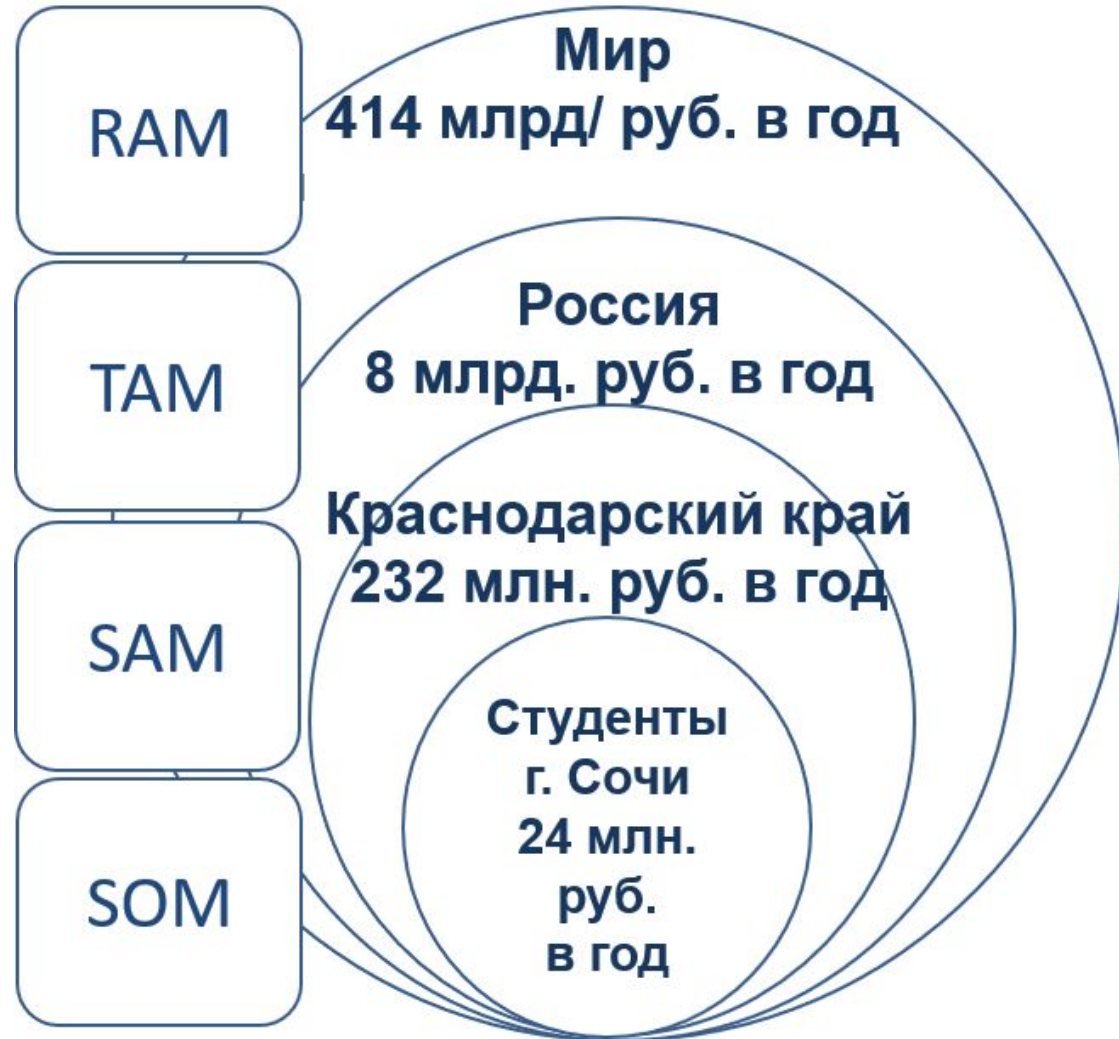 RAM
Мир
414 млрд/ руб. в год
TAM
Россия
8 млрд. руб. в год
SAM
Краснодарский край
232 млн. руб. в год
SOM
Студенты
г. Сочи
24 млн.
руб.
в год